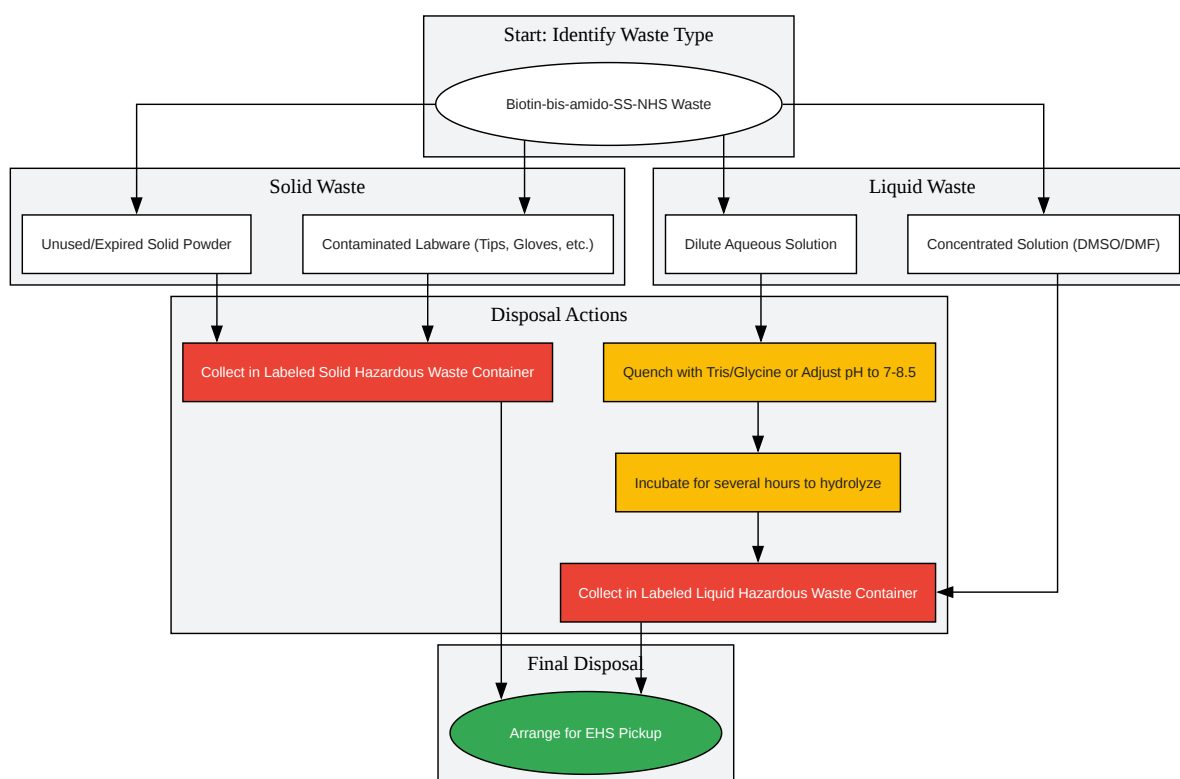 Start: Identify Waste Type
Biotin-bis-amido-SS-NHS Waste
Solid Waste
Liquid Waste
Unused/Expired Solid Powder
Contaminated Labware (Tips, Gloves, etc.)
Dilute Aqueous Solution
Concentrated Solution (DMSO/DMF)
Disposal Actions
Collect in Labeled Solid Hazardous Waste Container
Quench with Tris/Glycine or Adjust pH to 7-8.5
Incubate for several hours to hydrolyze
Collect in Labeled Liquid Hazardous Waste Container
Final Disposal
Arrange for EHS Pickup